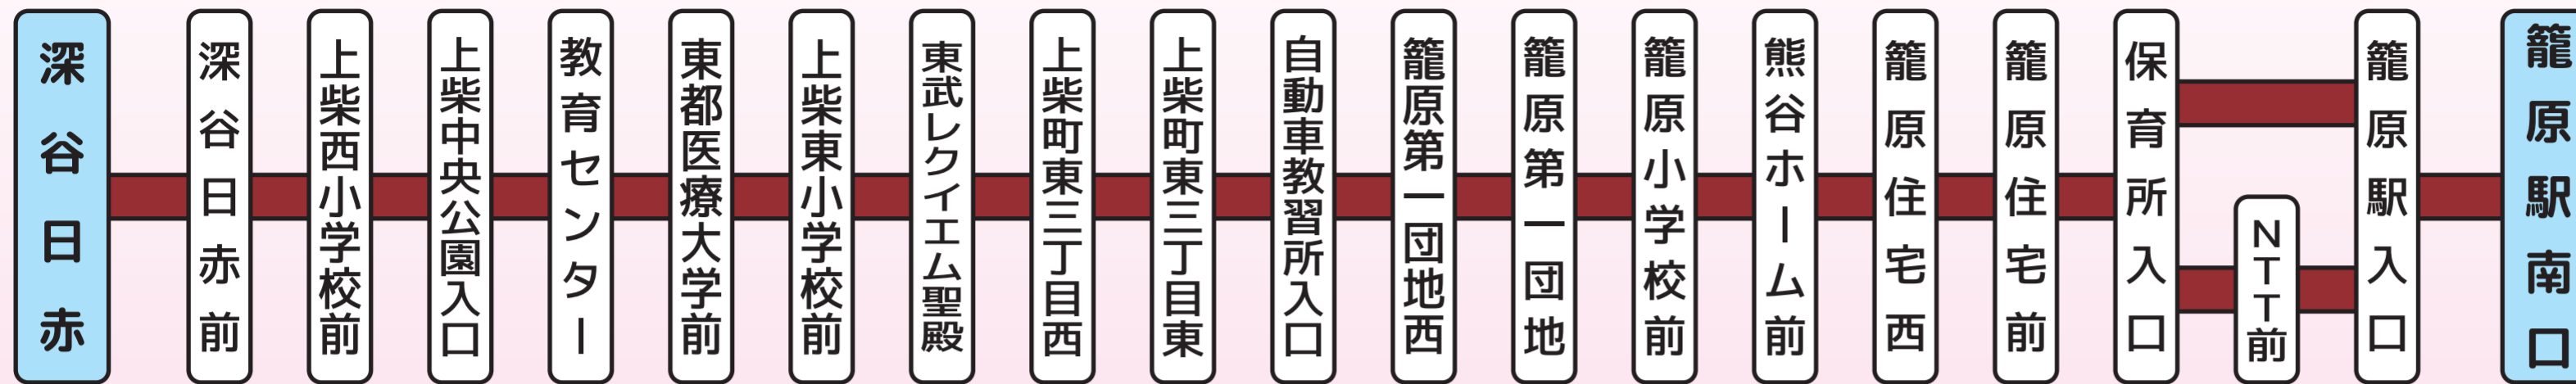 深谷日赤
深谷日赤前
上柴西小学校前
上柴中央公園入口
教育センター
東都医療大学前
上柴東小学校前
東武レクイエム聖殿
上柴町東三丁目西
上柴町東三丁目東
自動車教習所入口
籠原第一団地西
籠原第一団地
籠原小学校前
熊谷ホーム前
籠原住宅西
籠原住宅前
保育所入口
NTT前
籠原駅入口
籠原駅南口